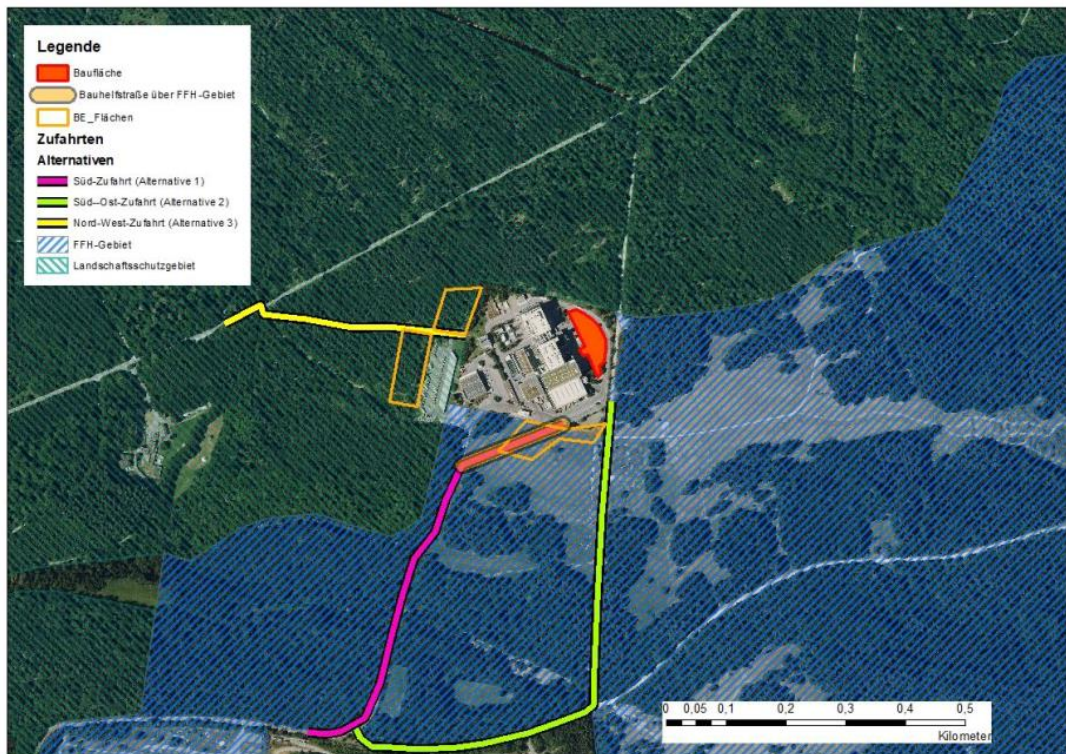 Legende
Baufläche
Bauhelfstraße über FFH-Gebiet
BE_Flächen
Zufahrten
Alternativen
Süd-Zufahrt (Alternative 1)
Süd--Ost-Zufahrt (Alternative 2)
Nord-West-Zufahrt (Alternative 3)
FFH-Gebiet
Landschaftsschutzgebiet
0 0,05 0,1 0,2 0,3 0,4 0,5
Kilometer